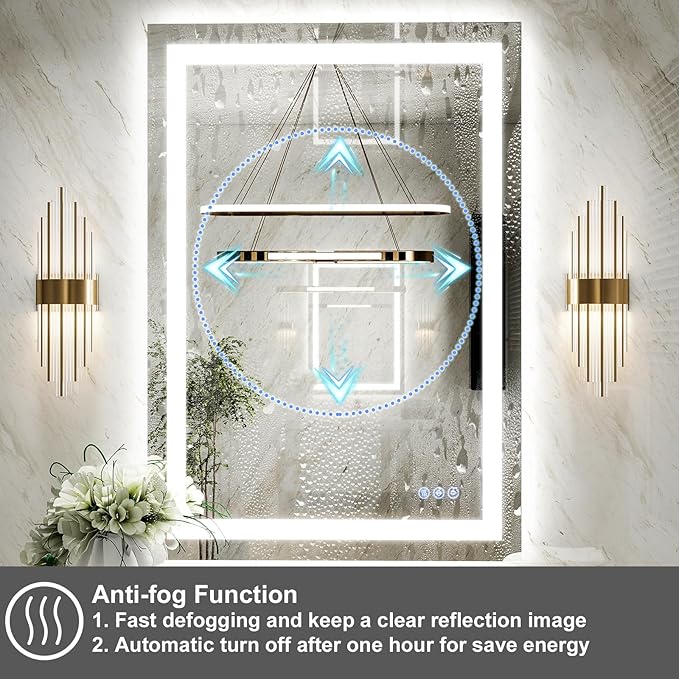 Anti-fog Function
1. Fast defogging and keep a clear reflection image
2. Automatic turn off after one hour for save energy